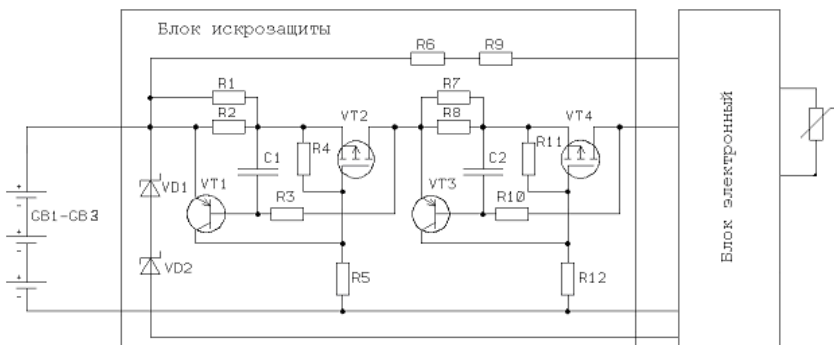 Блок искрозащиты
R6
R9
R1
R7
R2
VT2
R8
VT4
R4
R11
C1
C2
VD1
VT1
R3
VT3
R10
GB1-GB3
VD2
R5
R12
Блок электронный